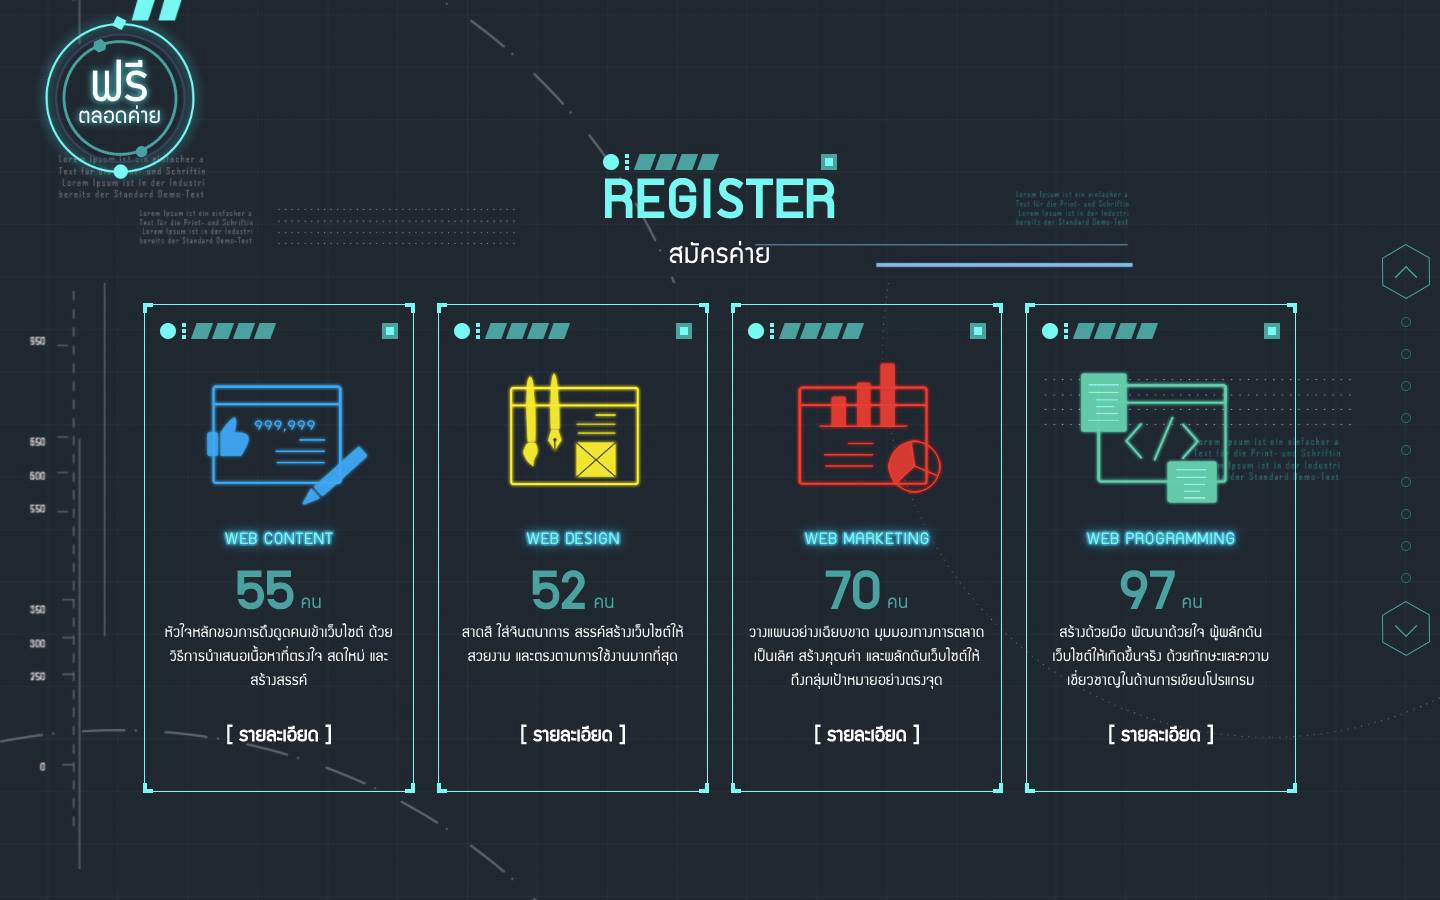 ฟรี
ตลอดค่าย
Lorem Ipsum ist ein einfacher a
Text für die Print- und Schriftin
Lorem Ipsum ist in der Industri
bereits der Standard Demo-Text
Lorem Ipsum ist ein einfacher a
Text für die Print- und Schriftin
Lorem Ipsum ist in der Industri
bereits der Standard Demo-Text
REGISTER
สมัครค่าย
Lorem Ipsum ist ein einfacher a
Text für die Print- und Schriftin
Lorem Ipsum ist in der Industri
bereits der Standard Demo-Text
950
650
600
550
350
300
250
0
999,999
WEB CONTENT
55 คน
หัวใจหลักของการดึงดูดคนเข้าเว็บไซต์ ด้วย
วิธีการนำเสนอเนื้อหาที่ตรงใจ สดใหม่ และ
สร้างสรรค์
[ รายละเอียด ]
WEB DESIGN
52 คน
สาดสี ใส่จินตนาการ สรรค์สร้างเว็บไซต์ให้
สวยงาม และตรงตามการใช้งานมากที่สุด
[ รายละเอียด ]
WEB MARKETING
70 คน
วางแผนอย่างเฉียบขาด มุมมองทางการตลาด
เป็นเลิศ สร้างคุณค่า และผลักดันเว็บไซต์ให้
ถึงกลุ่มเป้าหมายอย่างตรงจุด
[ รายละเอียด ]
</>
Lorem Ipsum ist ein einfacher a
Text für die Print- und Schriftin
Ipsum ist in der Industri
der Standard Demo-Text
WEB PROGRAMMING
97 คน
สร้างด้วยมือ พัฒนาด้วยใจ ผู้ผลักดัน
เว็บไซต์ให้เกิดขึ้นจริง ด้วยทักษะและความ
เชี่ยวชาญในด้านการเขียนโปรแกรม
[ รายละเอียด ]